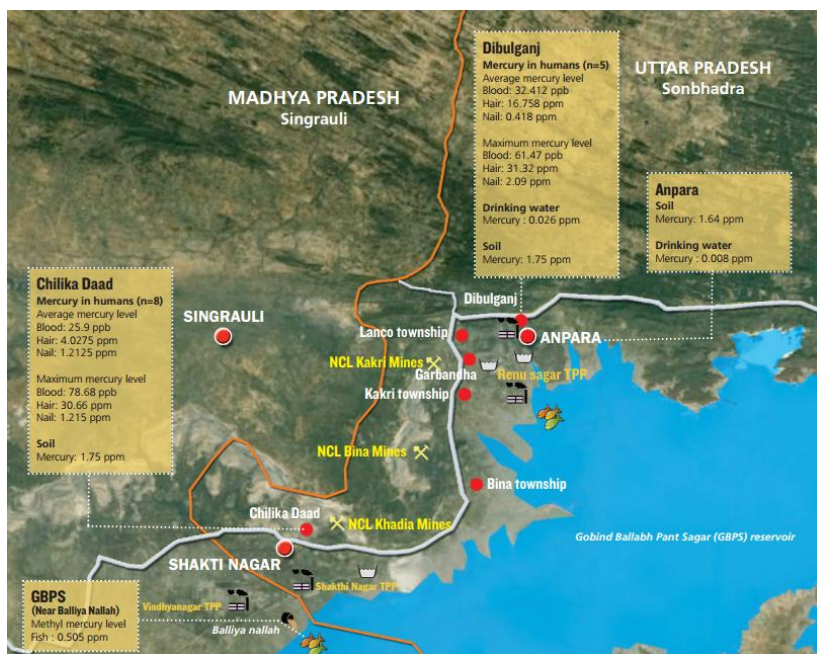 MADHYA PRADESH
Singrauli
UTTAR PRADESH
Sonbhadra
Dibulganj
Mercury in humans (n=5)
Average mercury level
Blood: 32.412 ppb
Hair: 16.758 ppm
Nail: 0.418 ppm
Maximum mercury level
Blood: 61.47 ppb
Hair: 31.32 ppm
Nail: 2.09 ppm
Drinking water
Mercury : 0.026 ppm
Soil
Mercury: 1.75 ppm
Anpara
Soil
Mercury: 1.64 ppm
Drinking water
Mercury : 0.008 ppm
Chilika Daad
Mercury in humans (n=8)
Average mercury level
Blood: 25.9 ppb
Hair: 4.0275 ppm
Nail: 1.2125 ppm
Maximum mercury level
Blood: 78.68 ppb
Hair: 30.66 ppm
Nail: 1.215 ppm
Soil
Mercury: 1.75 ppm
SINGRAULI
Dibulganj
Lanco township
ANPARA
NCL Kakri Mines
Garbandha
Renu sagar TPP
Kakri township
NCL Bina Mines
Bina township
Chilika Daad
NCL Khadia Mines
Gobind Ballabh Pant Sagar (GBPS) reservoir
SHAKTI NAGAR
Shakthi Nagar TPP
GBPS
(Near Balliya Nallah)
Methyl mercury level
Fish : 0.505 ppm
Vindhyanagar TPP
Balliya nallah